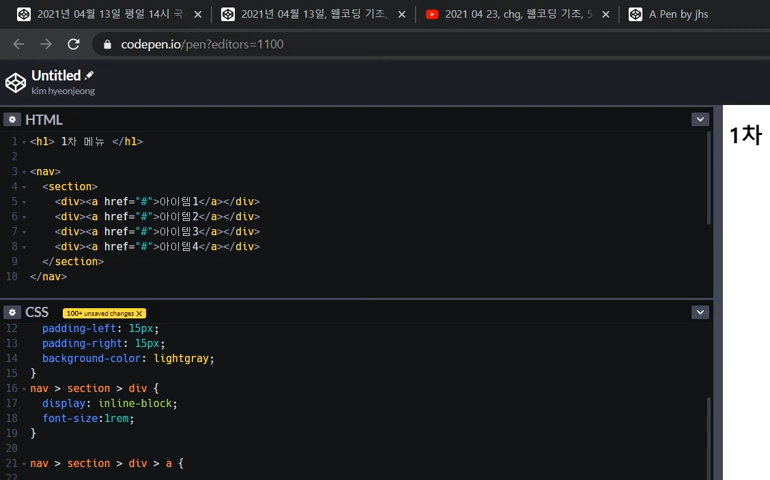 2021년 04월 13일 평일 14시 국
2021년 04월 13일, 웹코딩 기초,
2021 04 23, chg, 웹코딩 기초, 5
A Pen by jhs
codepen.io/pen?editors=1100
Untitled
kim hyeonjeong
HTML
1 <h1> 1차 메뉴 </h1>
2
3 <nav>
4 <section>
5 <div><a href="#">아이템1</a></div>
6 <div><a href="#">아이템2</a></div>
7 <div><a href="#">아이템3</a></div>
8 <div><a href="#">아이템4</a></div>
9 </section>
10 </nav>
1차
CSS 100+ unsaved changes X
12 padding-left: 15px;
13 padding-right: 15px;
14 background-color: lightgray;
15 }
16 nav > section > div {
17 display: inline-block;
18 font-size:1rem;
19 }
20
21 nav > section > div > a {
22